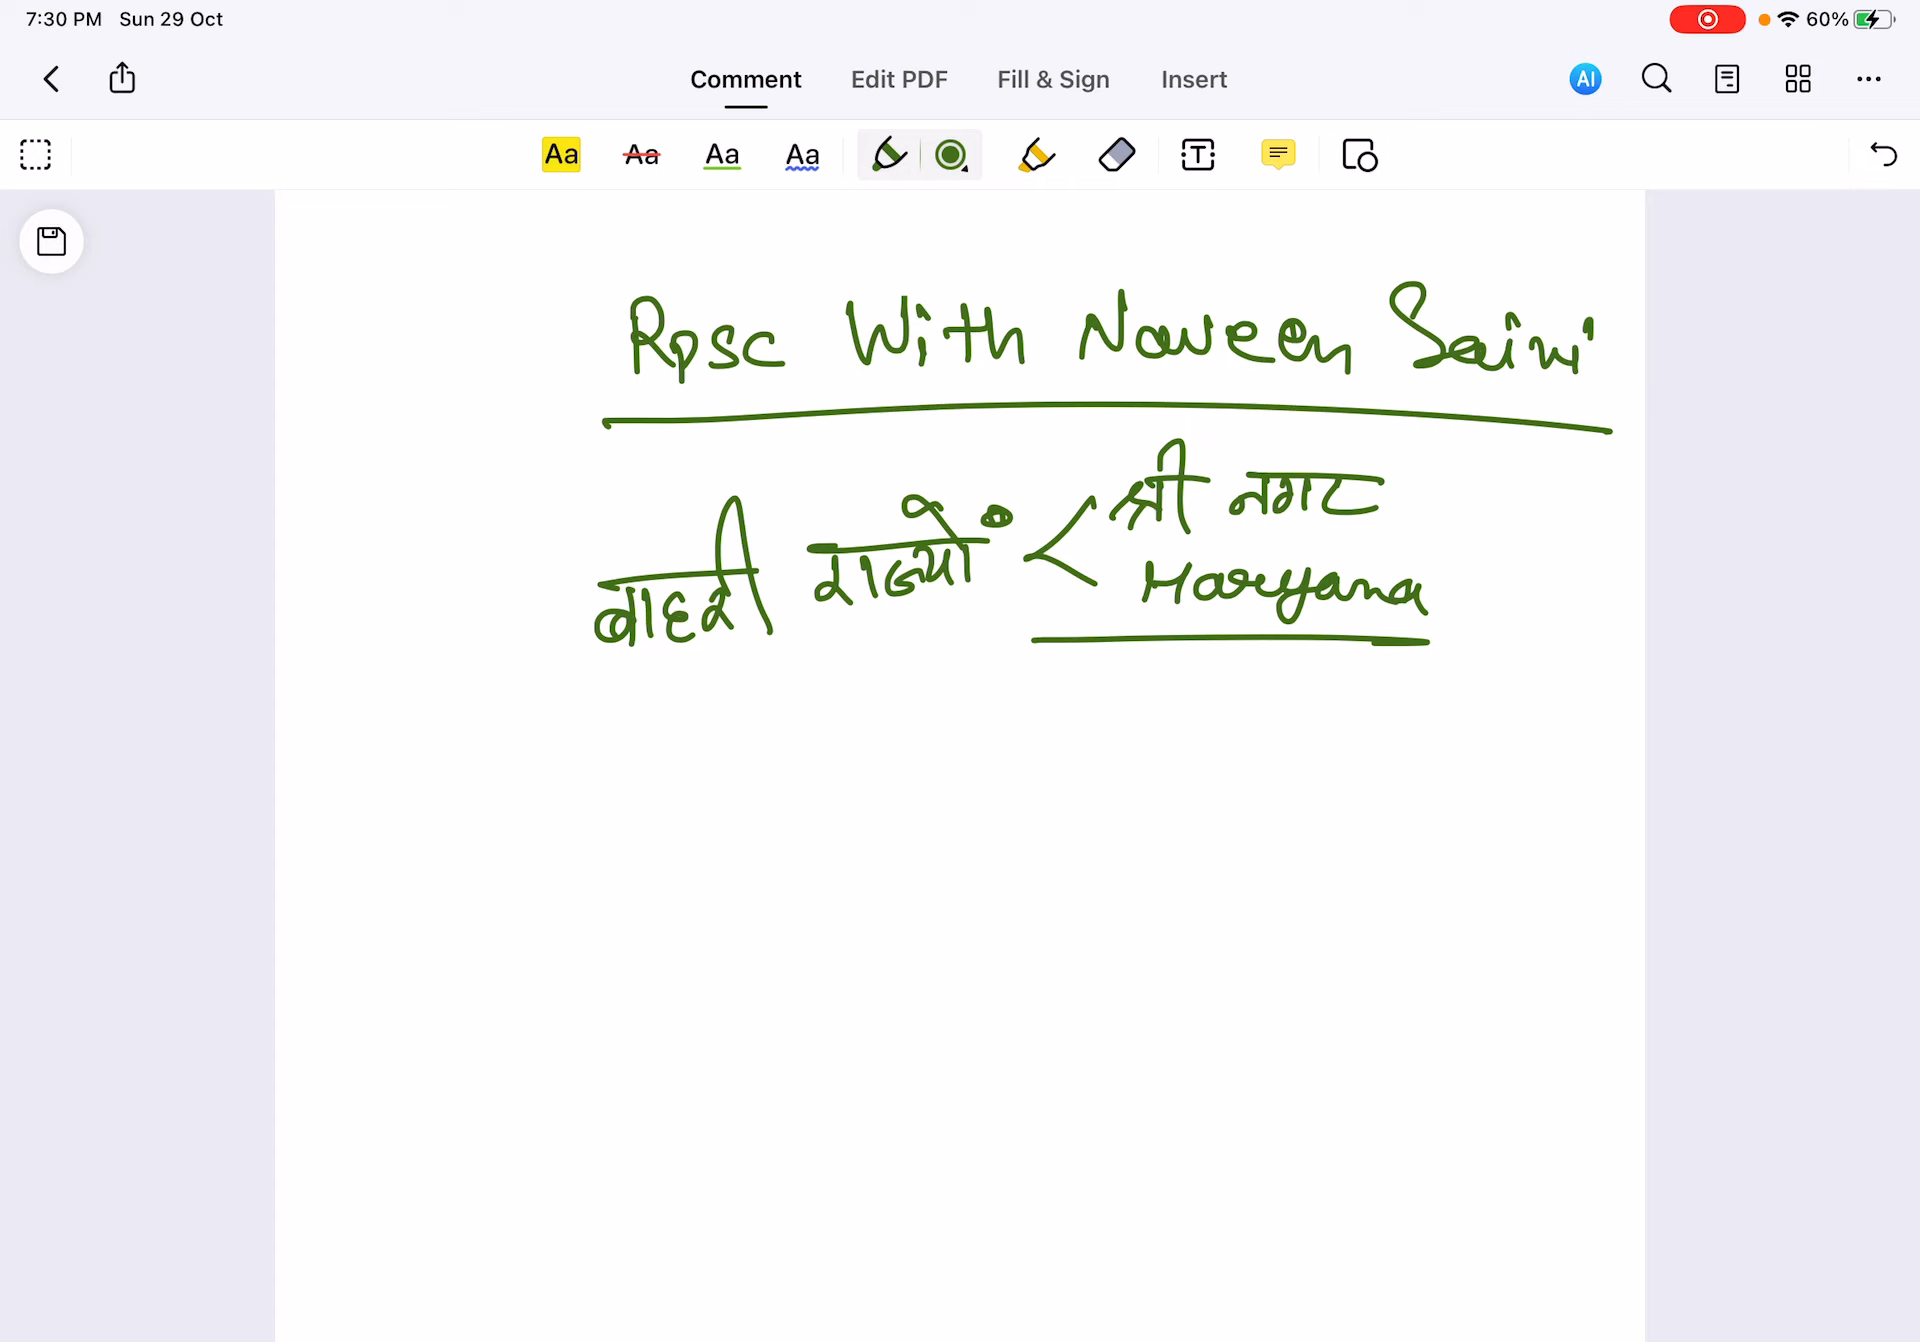 7:30 PM Sun 29 Oct 60%
Comment Edit PDF Fill & Sign Insert AI
Aa Aa Aa Aa T
Rpsc With Naveen Saini
श्री नगर
बाहरी राज्यों
Haryana